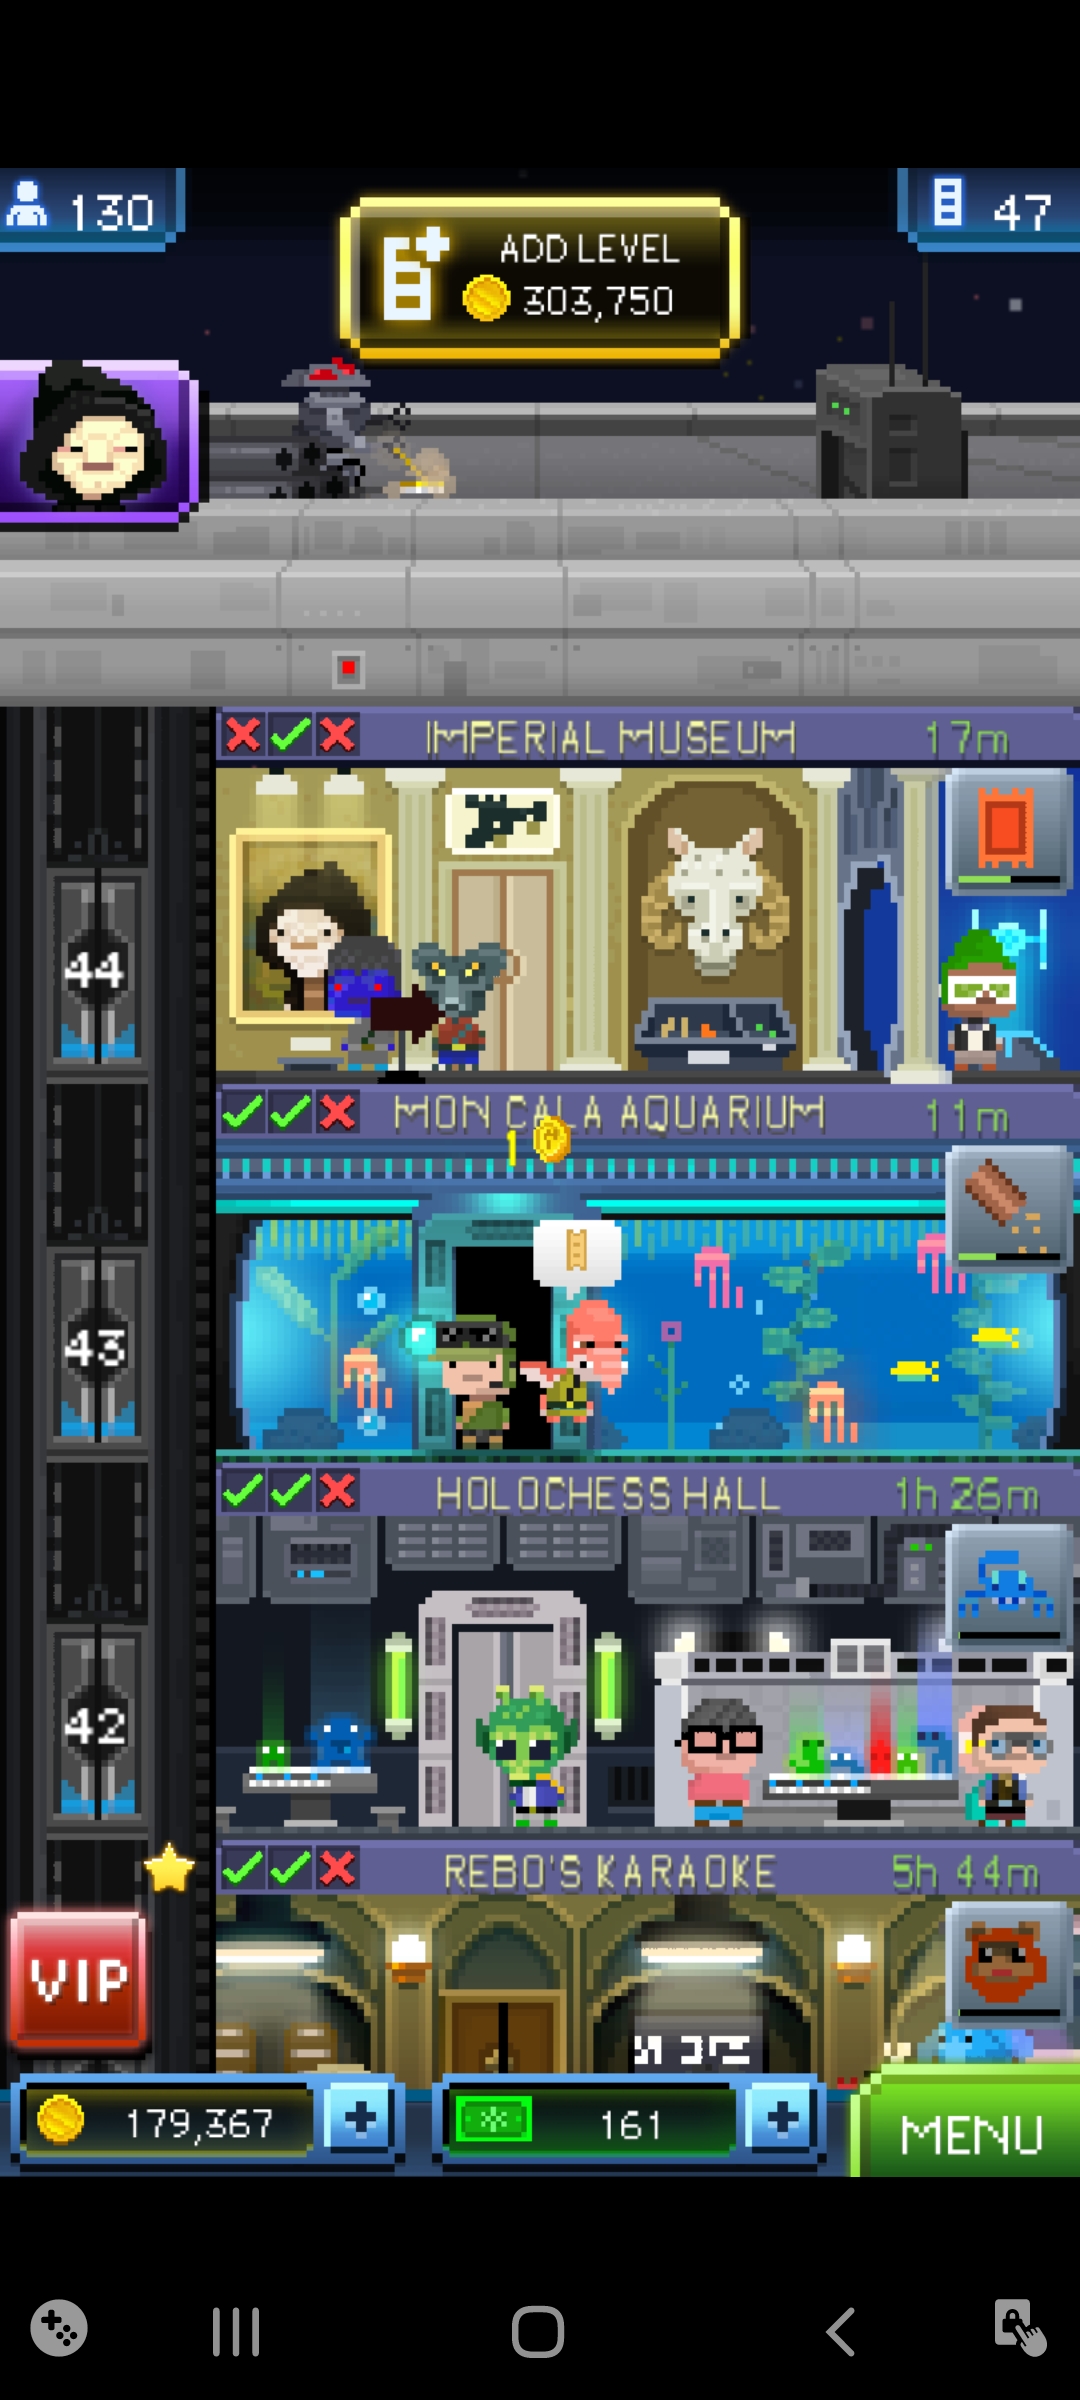 130
ADD LEVEL
303,750
47
IMPERIAL MUSEUM 17m
44
MON CALA AQUARIUM 11m
1
43
HOLOCHESS HALL 1h 26m
42
REBO'S KARAOKE 5h 44m
VIP
179,367
161
MENU